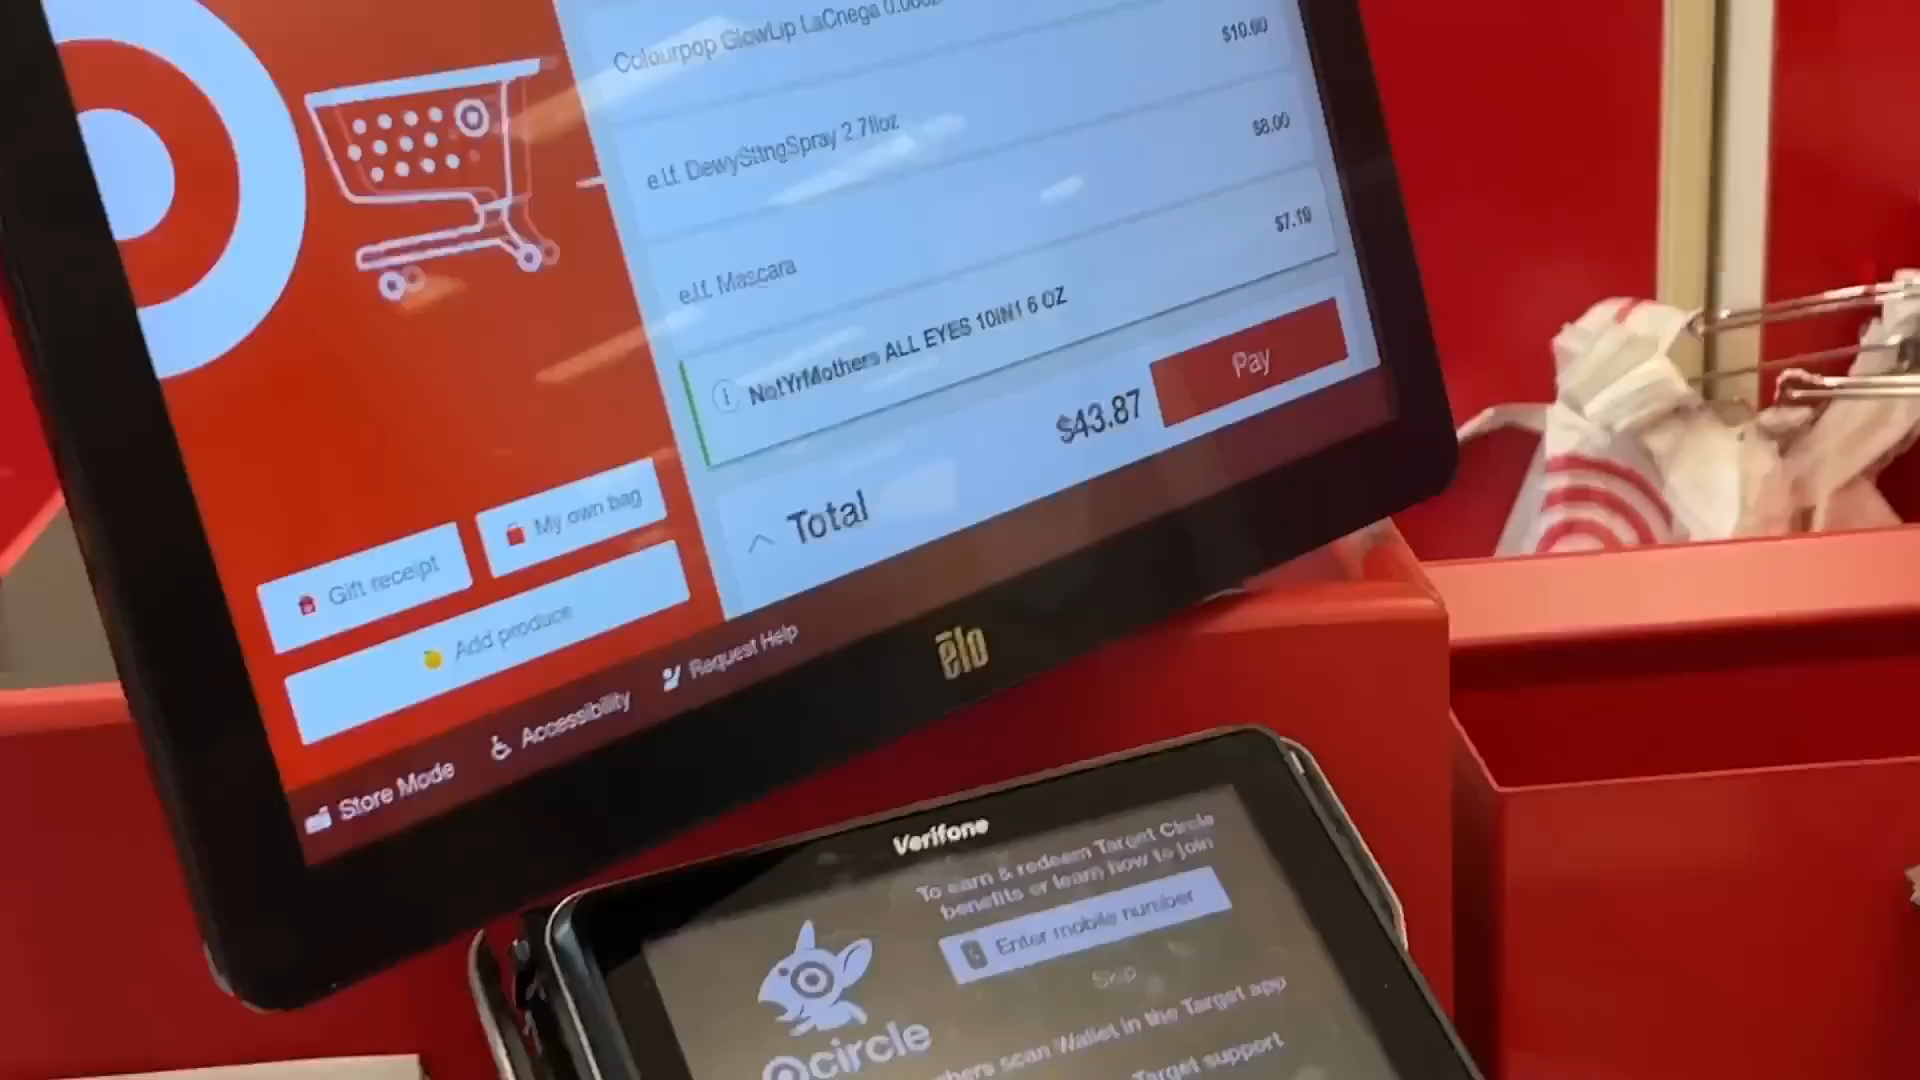 Colourpop GlowLip LaCnega
$10.00
e.l.f. DewySttngSpray 2.7floz
$8.00
e.l.f. Mascara
$7.19
NotYrMothers ALL EYES 10IN1 6 OZ
Total
$43.87
Pay
Gift receipt
My own bag
Add produce
Store Mode
Accessibility
Request Help
elo
Verifone
To earn & redeem Target Circle
benefits or learn how to join
Enter mobile number
Skip
circle
scan Wallet in the Target app
Target support